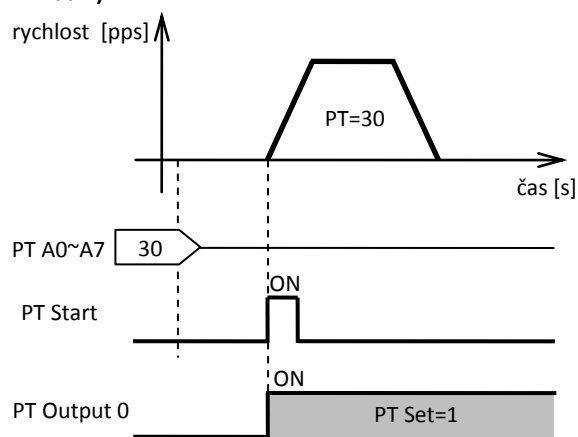 rychlost [pps]
PT=30
čas [s]
PT A0~A7 30
ON
PT Start
ON
PT Output 0 PT Set=1